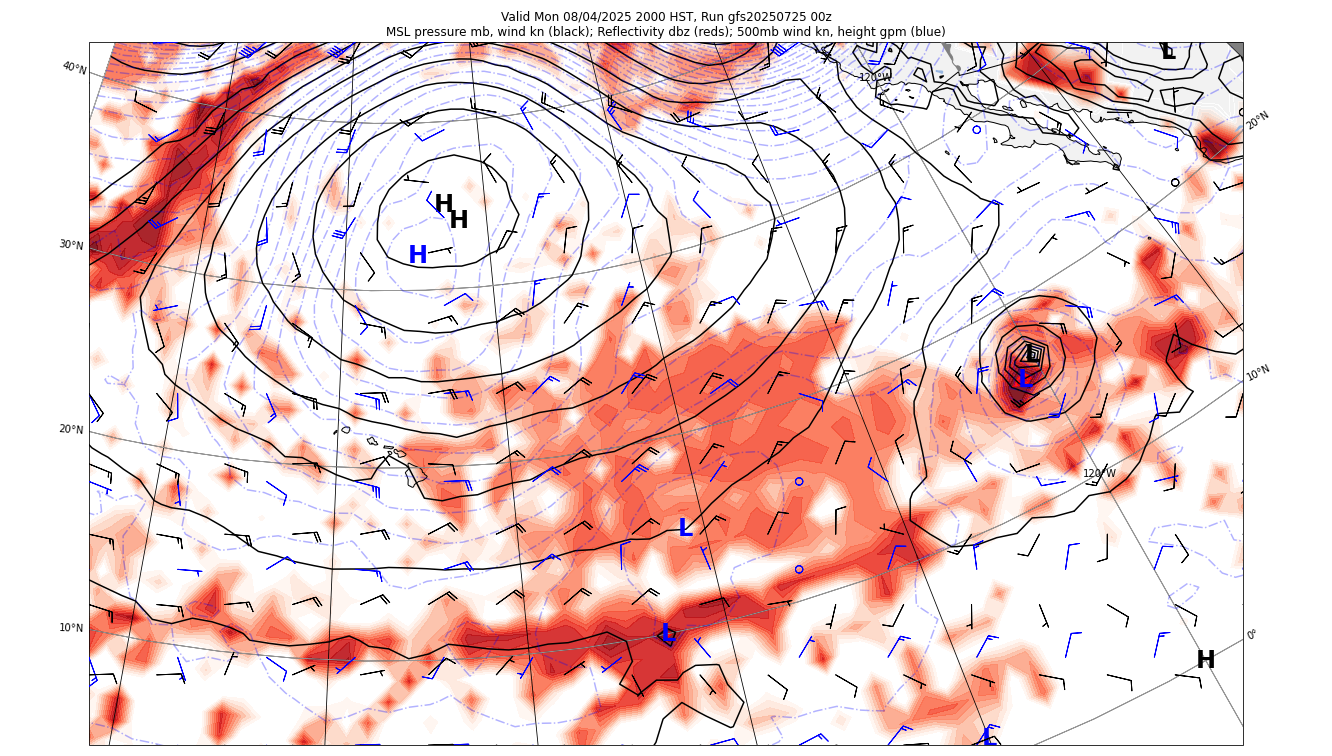 Valid Mon 08/04/2025 2000 HST, Run gfs20250725 00z
MSL pressure mb, wind kn (black); Reflectivity dbz (reds); 500mb wind kn, height gpm (blue)
L
40°N
120°W
20°N
H
H
30°N
H
L
L
10°N
20°N
120°W
L
10°N
L
0°
H
L